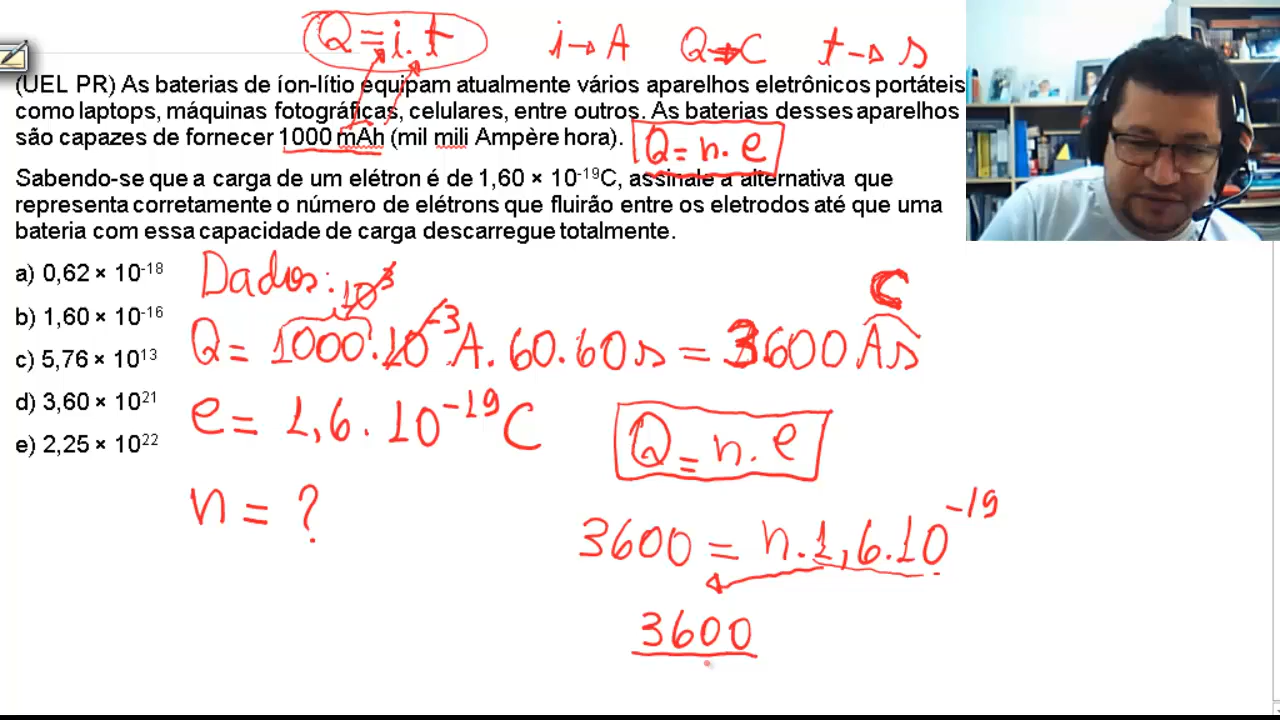 Q = i. t   i → A   Q → C   t → s
(UEL PR) As baterias de íon-lítio equipam atualmente vários aparelhos eletrônicos portáteis
como laptops, máquinas fotográficas, celulares, entre outros. As baterias desses aparelhos
são capazes de fornecer 1000 mAh (mil mili Ampère hora).   Q = n. e
Sabendo-se que a carga de um elétron é de 1,60 × 10⁻¹⁹C, assinale a alternativa que
representa corretamente o número de elétrons que fluirão entre os eletrodos até que uma
bateria com essa capacidade de carga descarregue totalmente.
a) 0,62 × 10⁻¹⁸
b) 1,60 × 10⁻¹⁶
c) 5,76 × 10¹³
d) 3,60 × 10²¹
e) 2,25 × 10²²
Dados:
10³   C
Q = 1000.10⁻³A.60.60s = 3600 As
e = 1,6.10⁻¹⁹C
Q = n. e
n = ?
3600 = n.1,6.10⁻¹⁹
3600